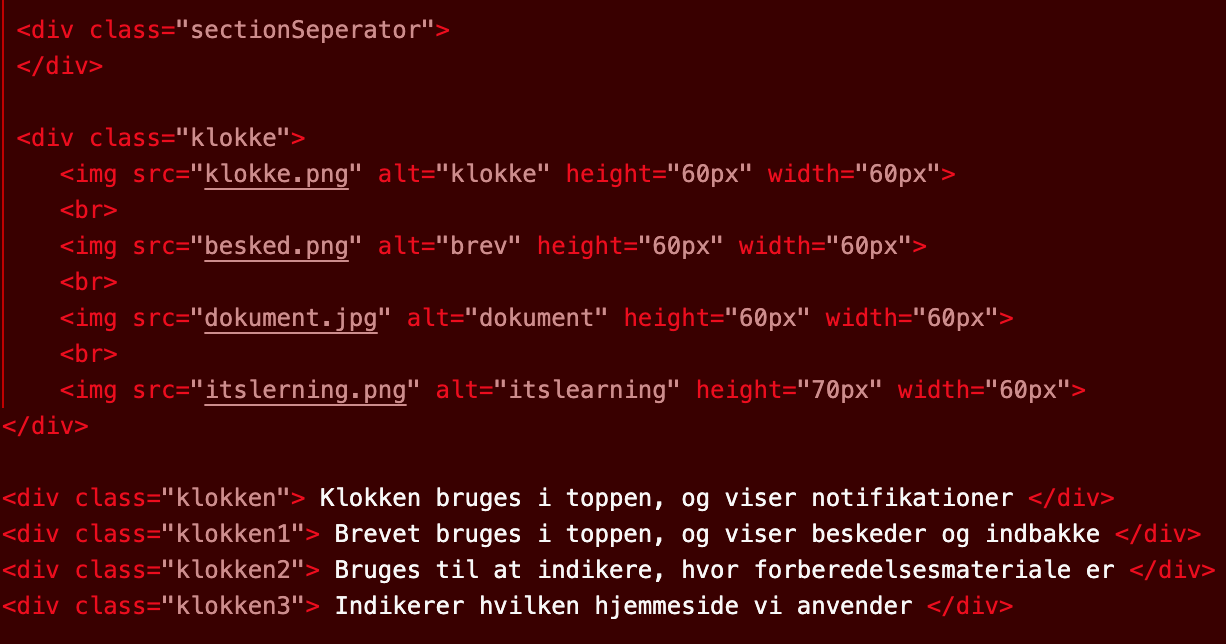 <div class="sectionSeperator">
</div>
<div class="klokke">
<img src="klokke.png" alt="klokke" height="60px" width="60px">
<br>
<img src="besked.png" alt="brev" height="60px" width="60px">
<br>
<img src="dokument.jpg" alt="dokument" height="60px" width="60px">
<br>
<img src="itslerning.png" alt="itslearning" height="70px" width="60px">
</div>
<div class="klokken"> Klokken bruges i toppen, og viser notifikationer </div>
<div class="klokken1"> Brevet bruges i toppen, og viser beskeder og indbakke </div>
<div class="klokken2"> Bruges til at indikere, hvor forberedelsesmateriale er </div>
<div class="klokken3"> Indikerer hvilken hjemmeside vi anvender </div>